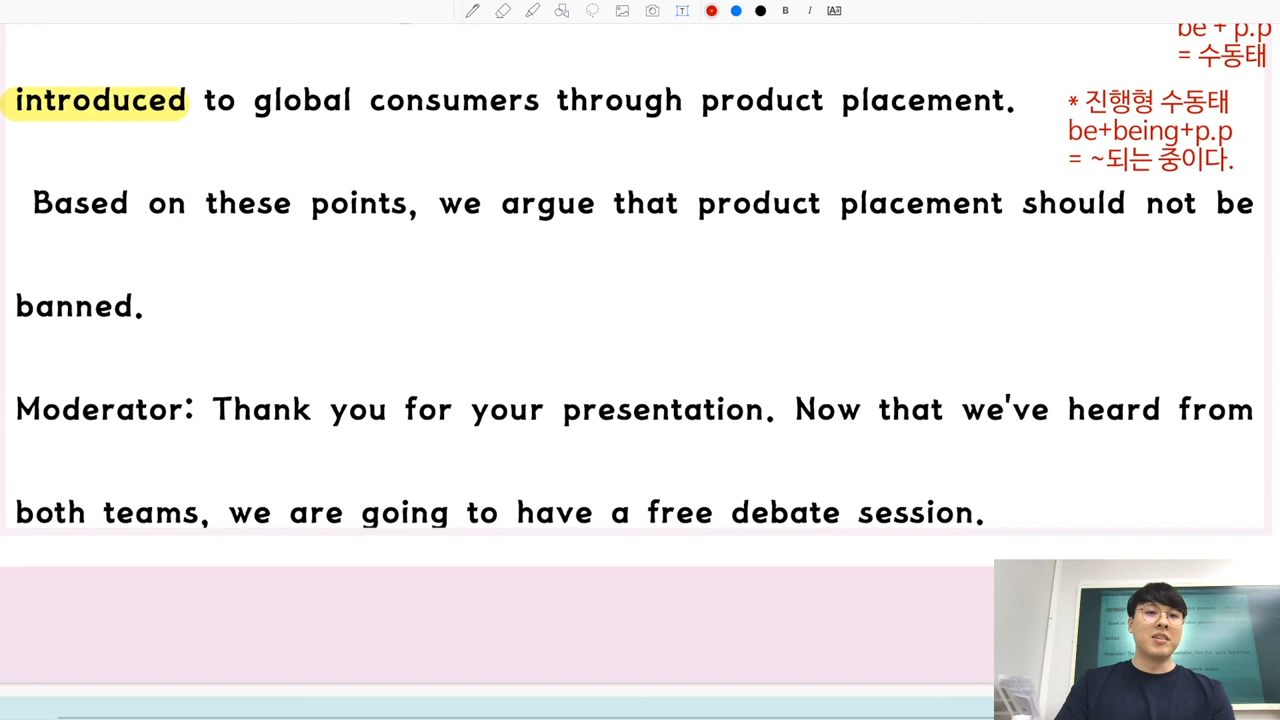 be + p.p
= 수동태
introduced to global consumers through product placement.
* 진행형 수동태
be+being+p.p
= ~되는 중이다.
Based on these points, we argue that product placement should not be
banned.
Moderator: Thank you for your presentation. Now that we've heard from
both teams, we are going to have a free debate session.